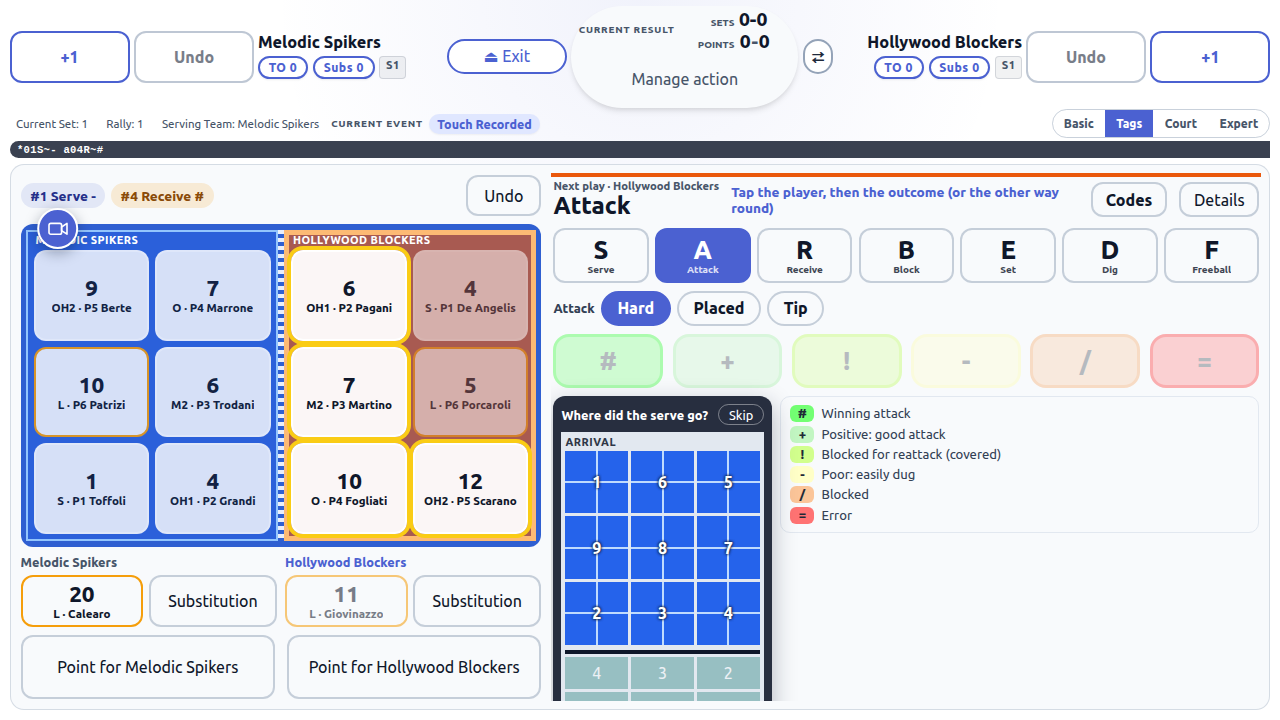 +1
Undo
Melodic Spikers
TO 0
Subs 0
S1
⏏ Exit
CURRENT RESULT
SETS 0-0
POINTS 0-0
Manage action
⇄
Hollywood Blockers
TO 0
Subs 0
S1
Undo
+1
Current Set: 1
Rally: 1
Serving Team: Melodic Spikers
CURRENT EVENT
Touch Recorded
Basic
Tags
Court
Expert
*01S~- a04R~#
#1 Serve -
#4 Receive #
Undo
SPIKERS
9
OH2 · P5 Berte
7
O · P4 Marrone
10
L · P6 Patrizi
6
M2 · P3 Trodani
1
S · P1 Toffoli
4
OH1 · P2 Grandi
HOLLYWOOD BLOCKERS
6
OH1 · P2 Pagani
4
S · P1 De Angelis
7
M2 · P3 Martino
5
L · P6 Porcaroli
10
O · P4 Fogliati
12
OH2 · P5 Scarano
Melodic Spikers
20
L · Calearo
Substitution
Hollywood Blockers
11
L · Giovinazzo
Substitution
Point for Melodic Spikers
Point for Hollywood Blockers
Next play · Hollywood Blockers
Attack
Tap the player, then the outcome (or the other way
round)
Codes
Details
S
Serve
A
Attack
R
Receive
B
Block
E
Set
D
Dig
F
Freeball
Attack
Hard
Placed
Tip
#
+
!
-
/
=
Where did the serve go?
Skip
ARRIVAL
1 6 5
9 8 7
2 3 4
4 3 2
# Winning attack
+ Positive: good attack
! Blocked for reattack (covered)
- Poor: easily dug
/ Blocked
= Error